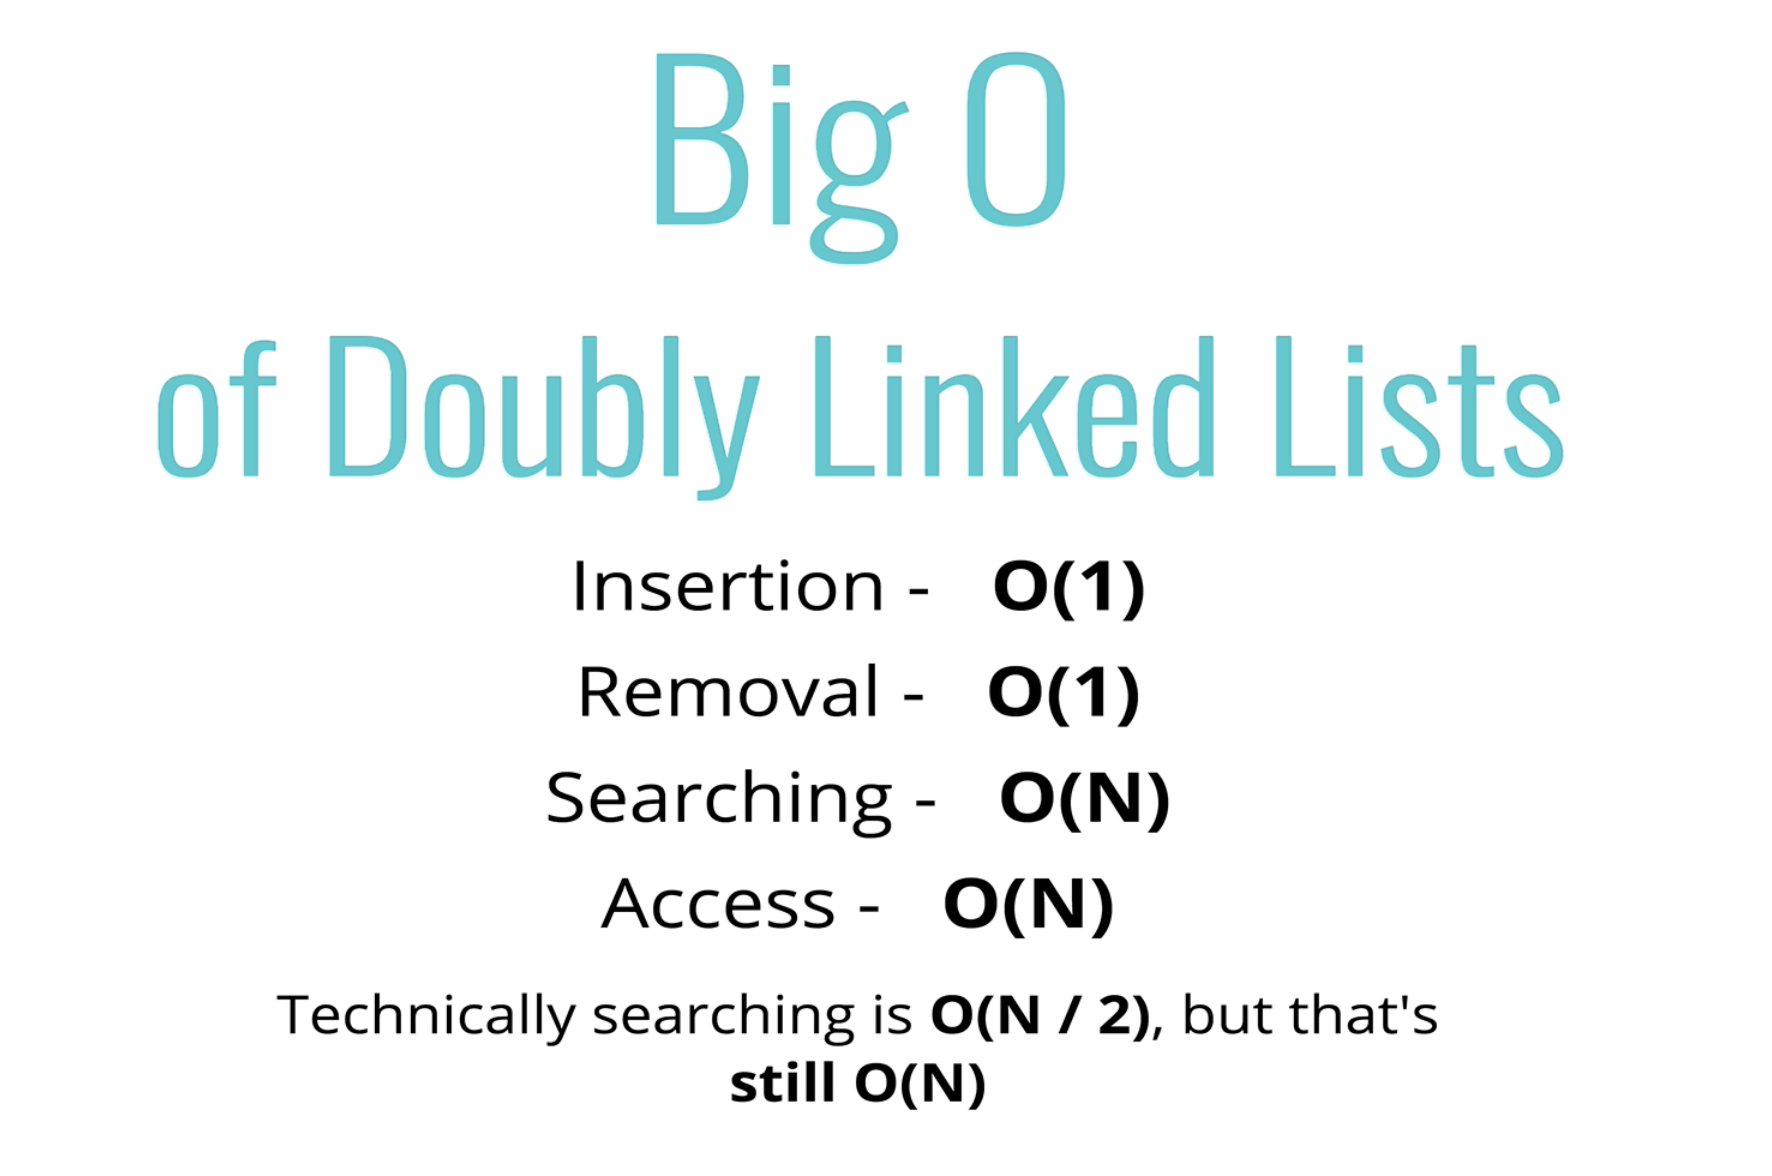 Big O
of Doubly Linked Lists
Insertion - O(1)
Removal - O(1)
Searching - O(N)
Access - O(N)
Technically searching is O(N / 2), but that's
still O(N)